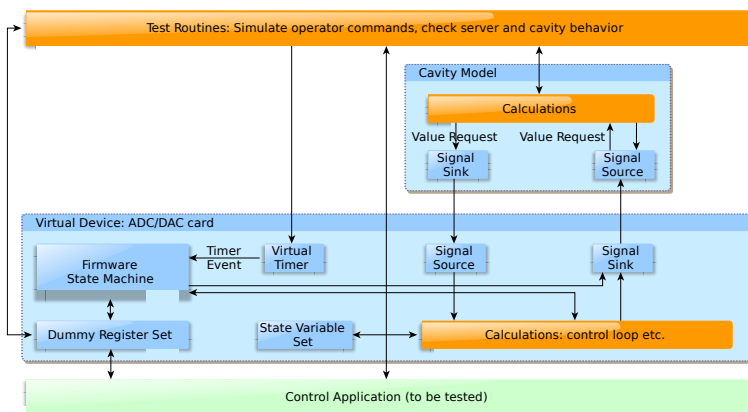 Test Routines: Simulate operator commands, check server and cavity behavior
Cavity Model
Calculations
Value Request
Value Request
Signal
Sink
Signal
Source
Virtual Device: ADC/DAC card
Firmware
State Machine
Timer
Event
Virtual
Timer
Signal
Source
Signal
Sink
Dummy Register Set
State Variable
Set
Calculations: control loop etc.
Control Application (to be tested)